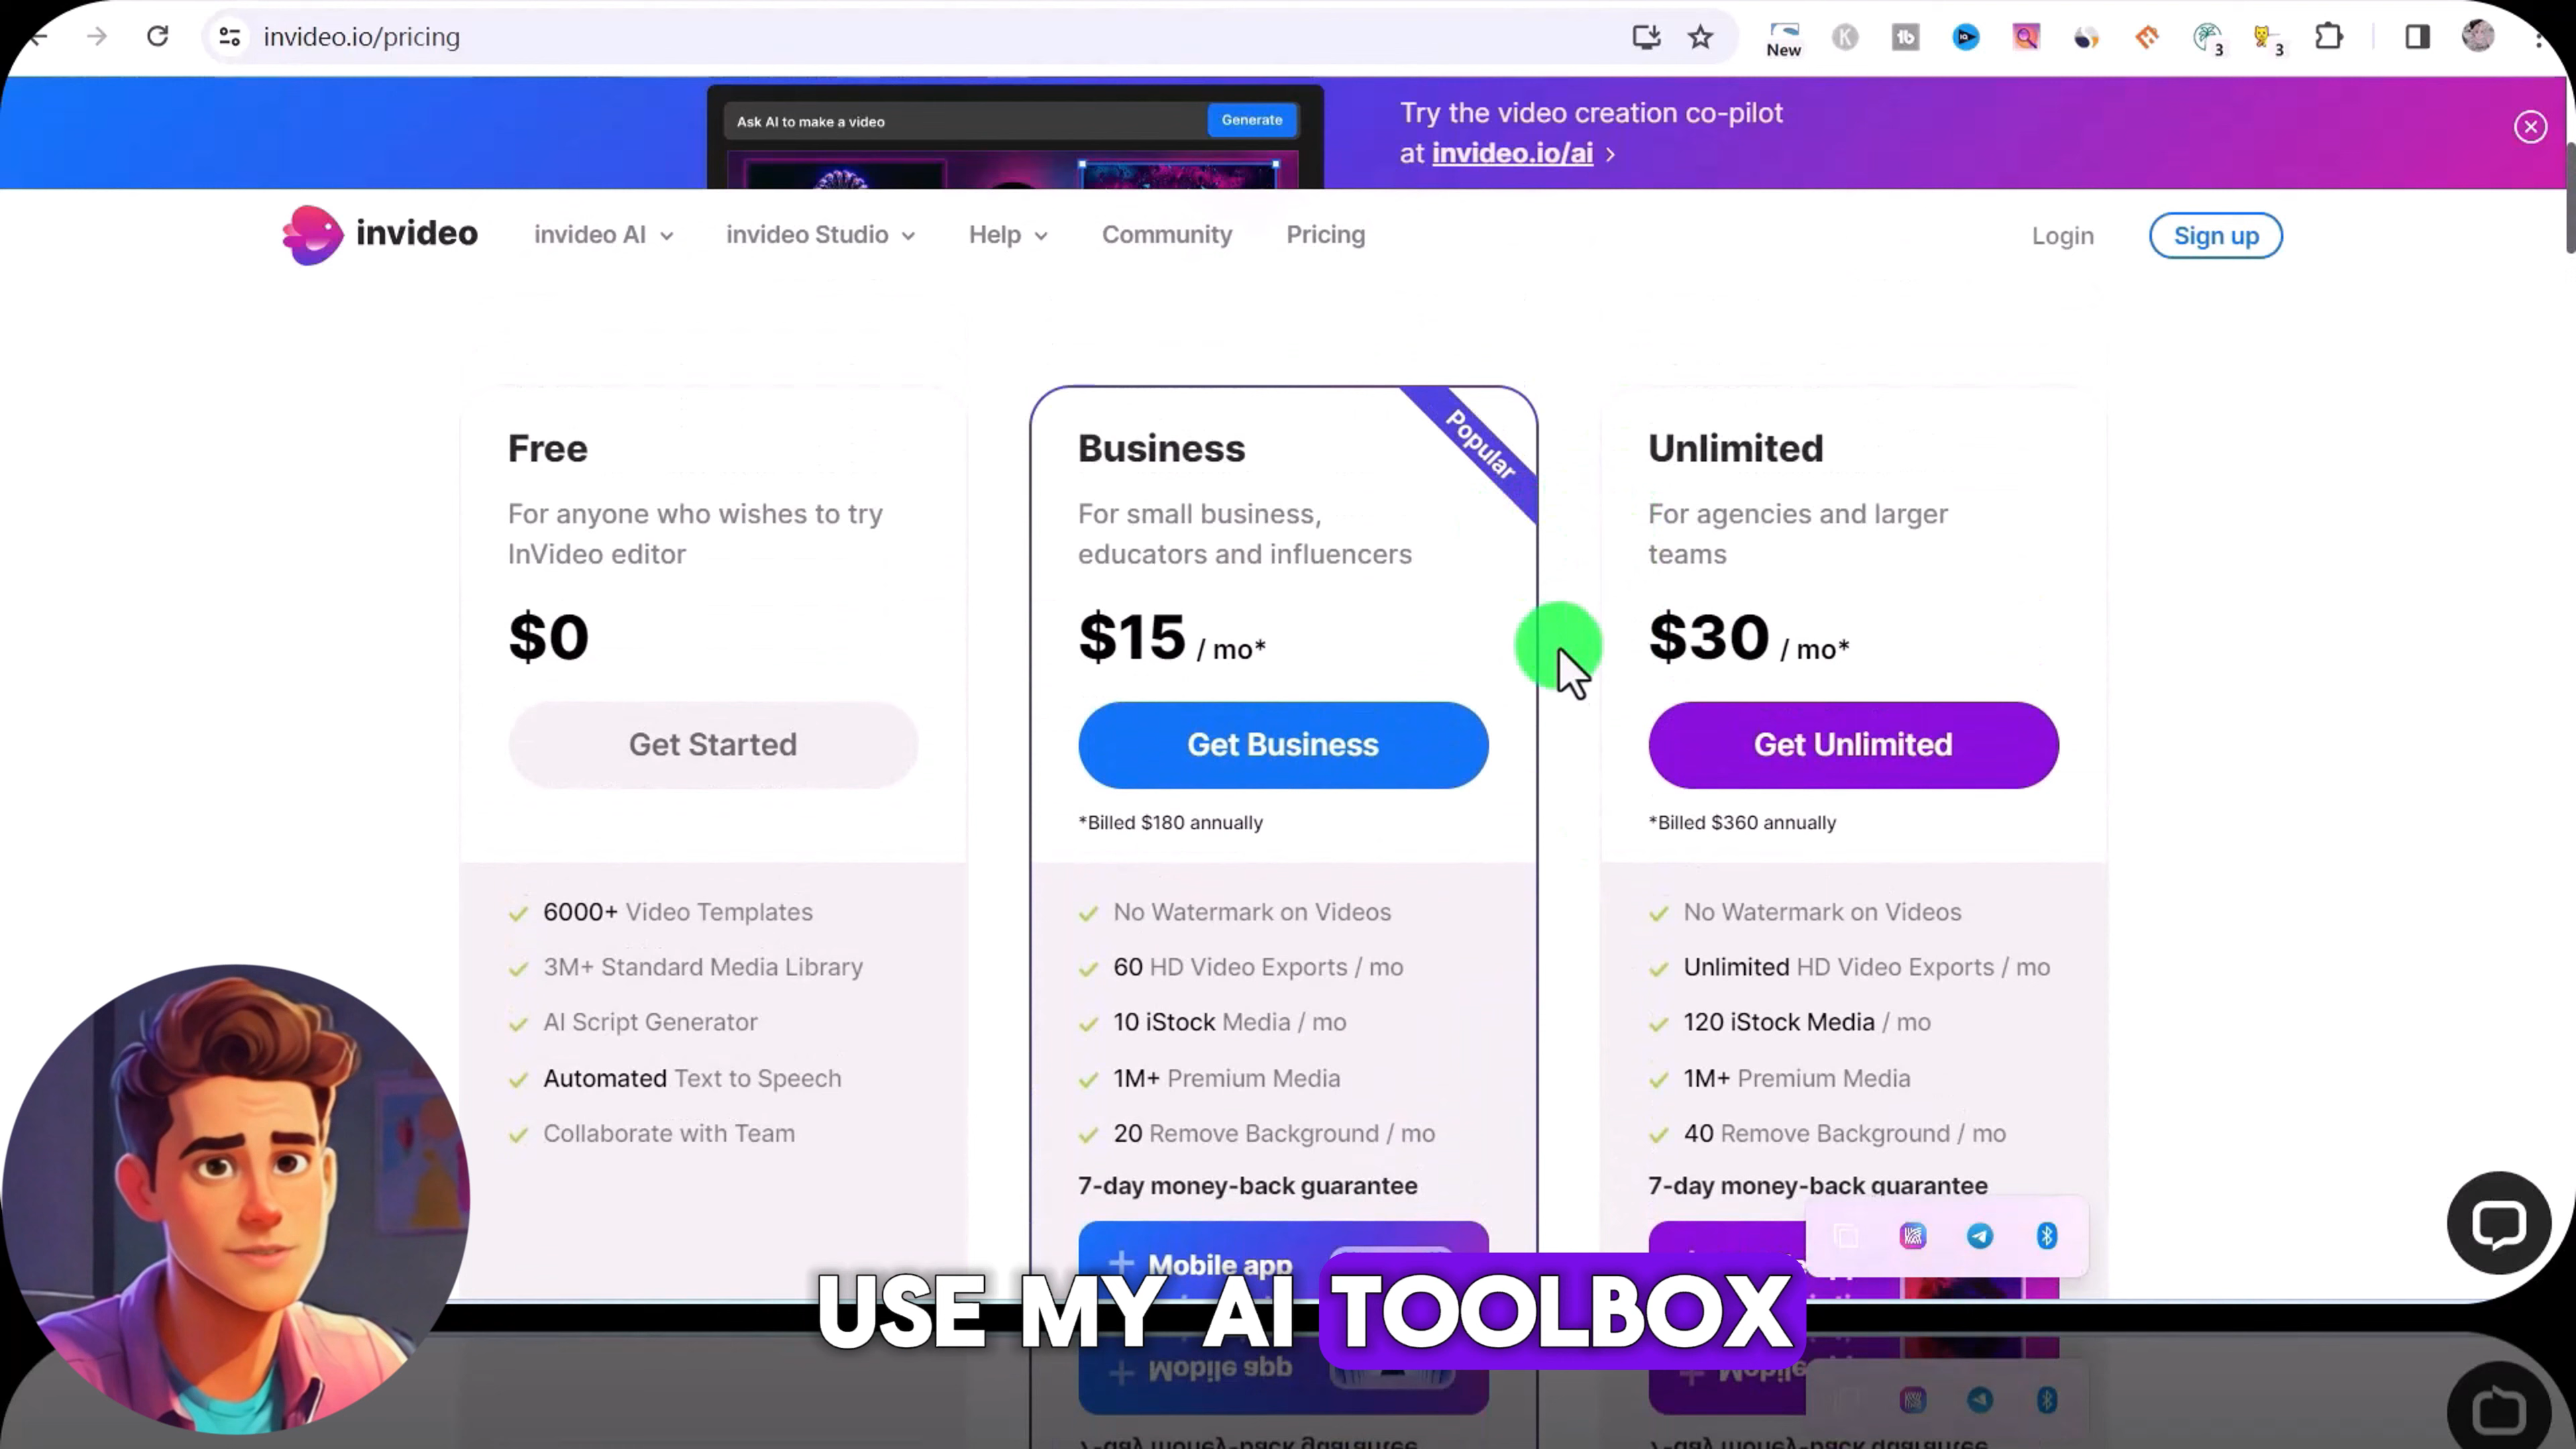 invideo.io/pricing
New
3
3
Ask AI to make a video
Generate
Try the video creation co-pilot
at invideo.io/ai >
invideo
invideo AI
invideo Studio
Help
Community
Pricing
Login
Sign up
Free
For anyone who wishes to try
InVideo editor
$0
Get Started
6000+ Video Templates
3M+ Standard Media Library
AI Script Generator
Automated Text to Speech
Collaborate with Team
Popular
Business
For small business,
educators and influencers
$15 / mo*
Get Business
*Billed $180 annually
No Watermark on Videos
60 HD Video Exports / mo
10 iStock Media / mo
1M+ Premium Media
20 Remove Background / mo
7-day money-back guarantee
+ Mobile app
Unlimited
For agencies and larger
teams
$30 / mo*
Get Unlimited
*Billed $360 annually
No Watermark on Videos
Unlimited HD Video Exports / mo
120 iStock Media / mo
1M+ Premium Media
40 Remove Background / mo
7-day money-back guarantee
USE MY AI TOOLBOX